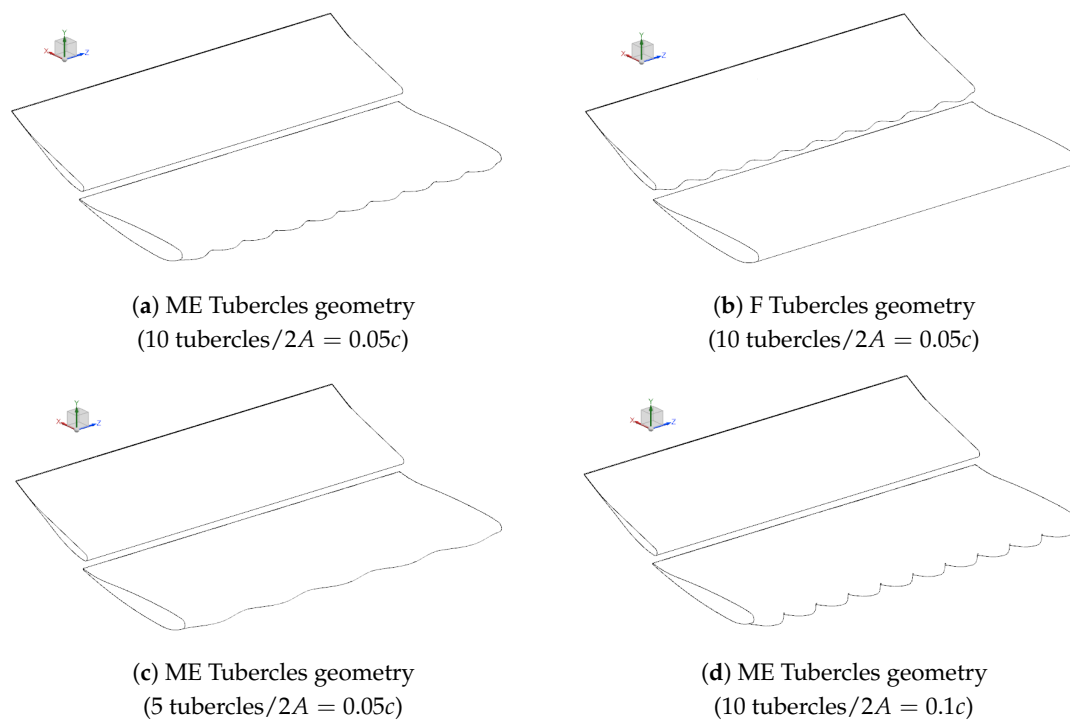 Y
X
Z
Y
X
Z
(a) ME Tubercles geometry
(10 tubercles/2A = 0.05c)
(b) F Tubercles geometry
(10 tubercles/2A = 0.05c)
Y
X
Z
Y
X
Z
(c) ME Tubercles geometry
(5 tubercles/2A = 0.05c)
(d) ME Tubercles geometry
(10 tubercles/2A = 0.1c)